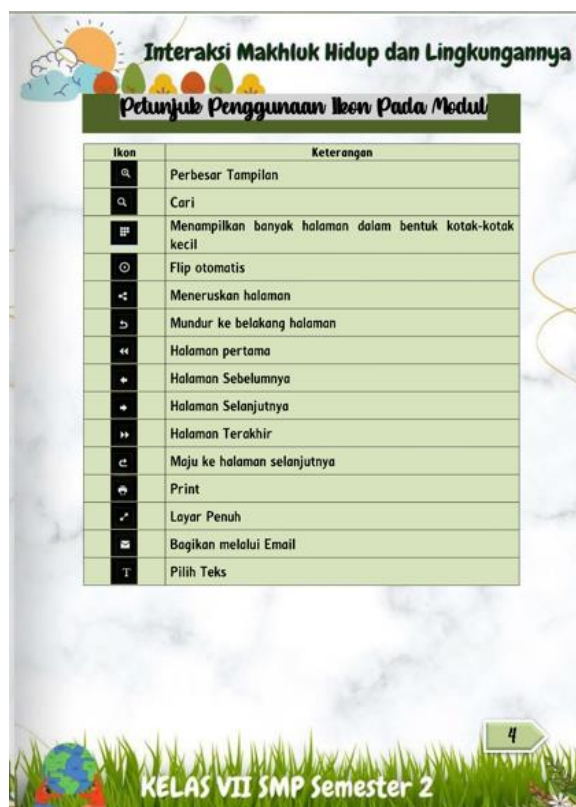 Interaksi Makhluk Hidup dan Lingkungannya
Petunjuk Penggunaan Ikon Pada Modul
Ikon Keterangan
Perbesar Tampilan
Cari
Menampilkan banyak halaman dalam bentuk kotak-kotak
kecil
Flip otomatis
Meneruskan halaman
Mundur ke belakang halaman
Halaman pertama
Halaman Sebelumnya
Halaman Selanjutnya
Halaman Terakhir
Maju ke halaman selanjutnya
Print
Layar Penuh
Bagikan melalui Email
T Pilih Teks
4
KELAS VII SMP Semester 2